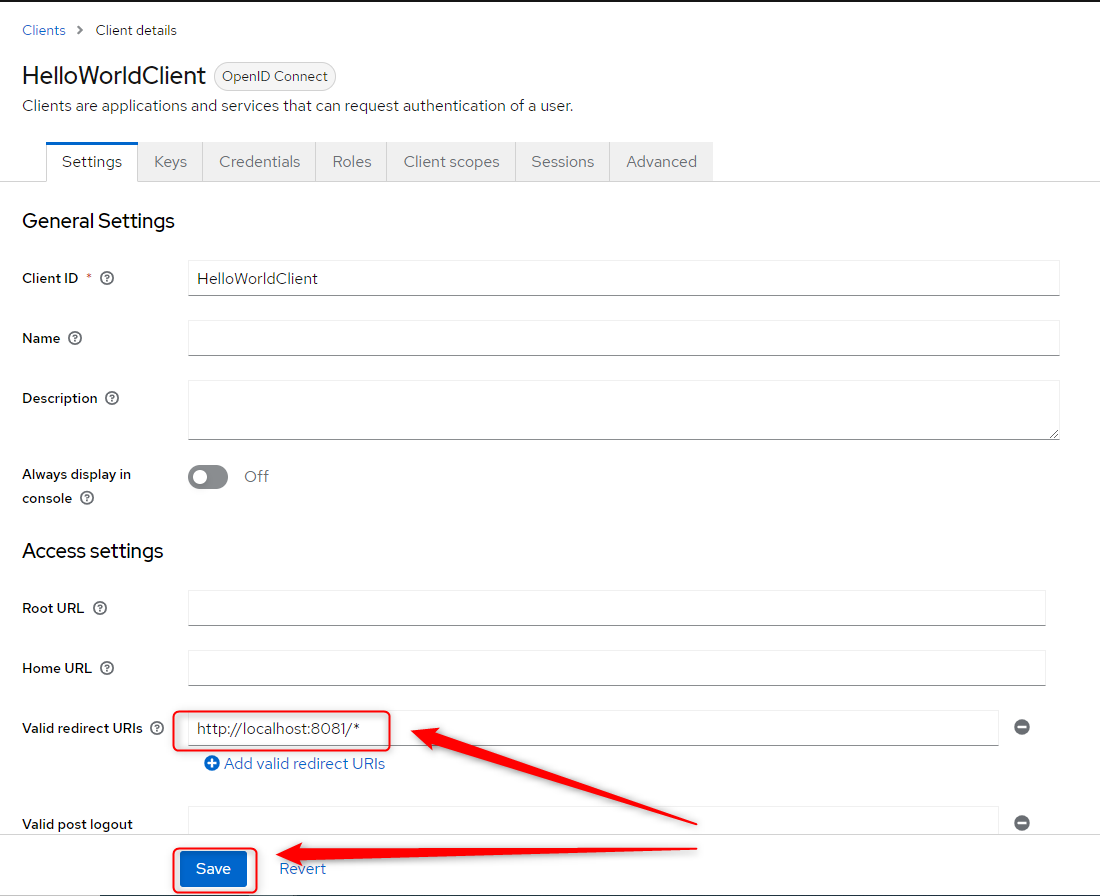 Clients > Client details
HelloWorldClient OpenID Connect
Clients are applications and services that can request authentication of a user.
Settings Keys Credentials Roles Client scopes Sessions Advanced
General Settings
Client ID * HelloWorldClient
Name
Description
Always display in
console
Off
Access settings
Root URL
Home URL
Valid redirect URIs http://localhost:8081/*
Add valid redirect URIs
Valid post logout
Save Revert